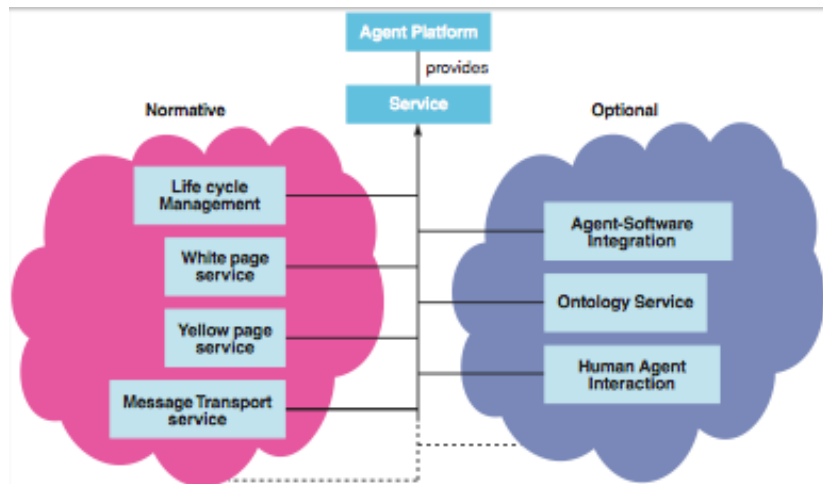 Agent Platform
provides
Service
Normative
Optional
Life cycle
Management
White page
service
Yellow page
service
Message Transport
service
Agent-Software
Integration
Ontology Service
Human Agent
Interaction